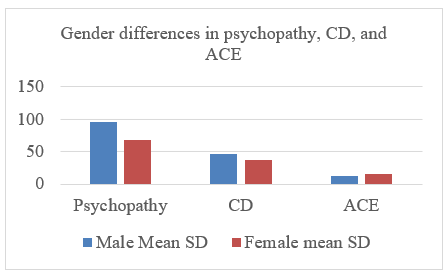 Gender differences in psychopathy, CD, and
ACE
150
100
50
0
Psychopathy CD ACE
Male Mean SD Female mean SD